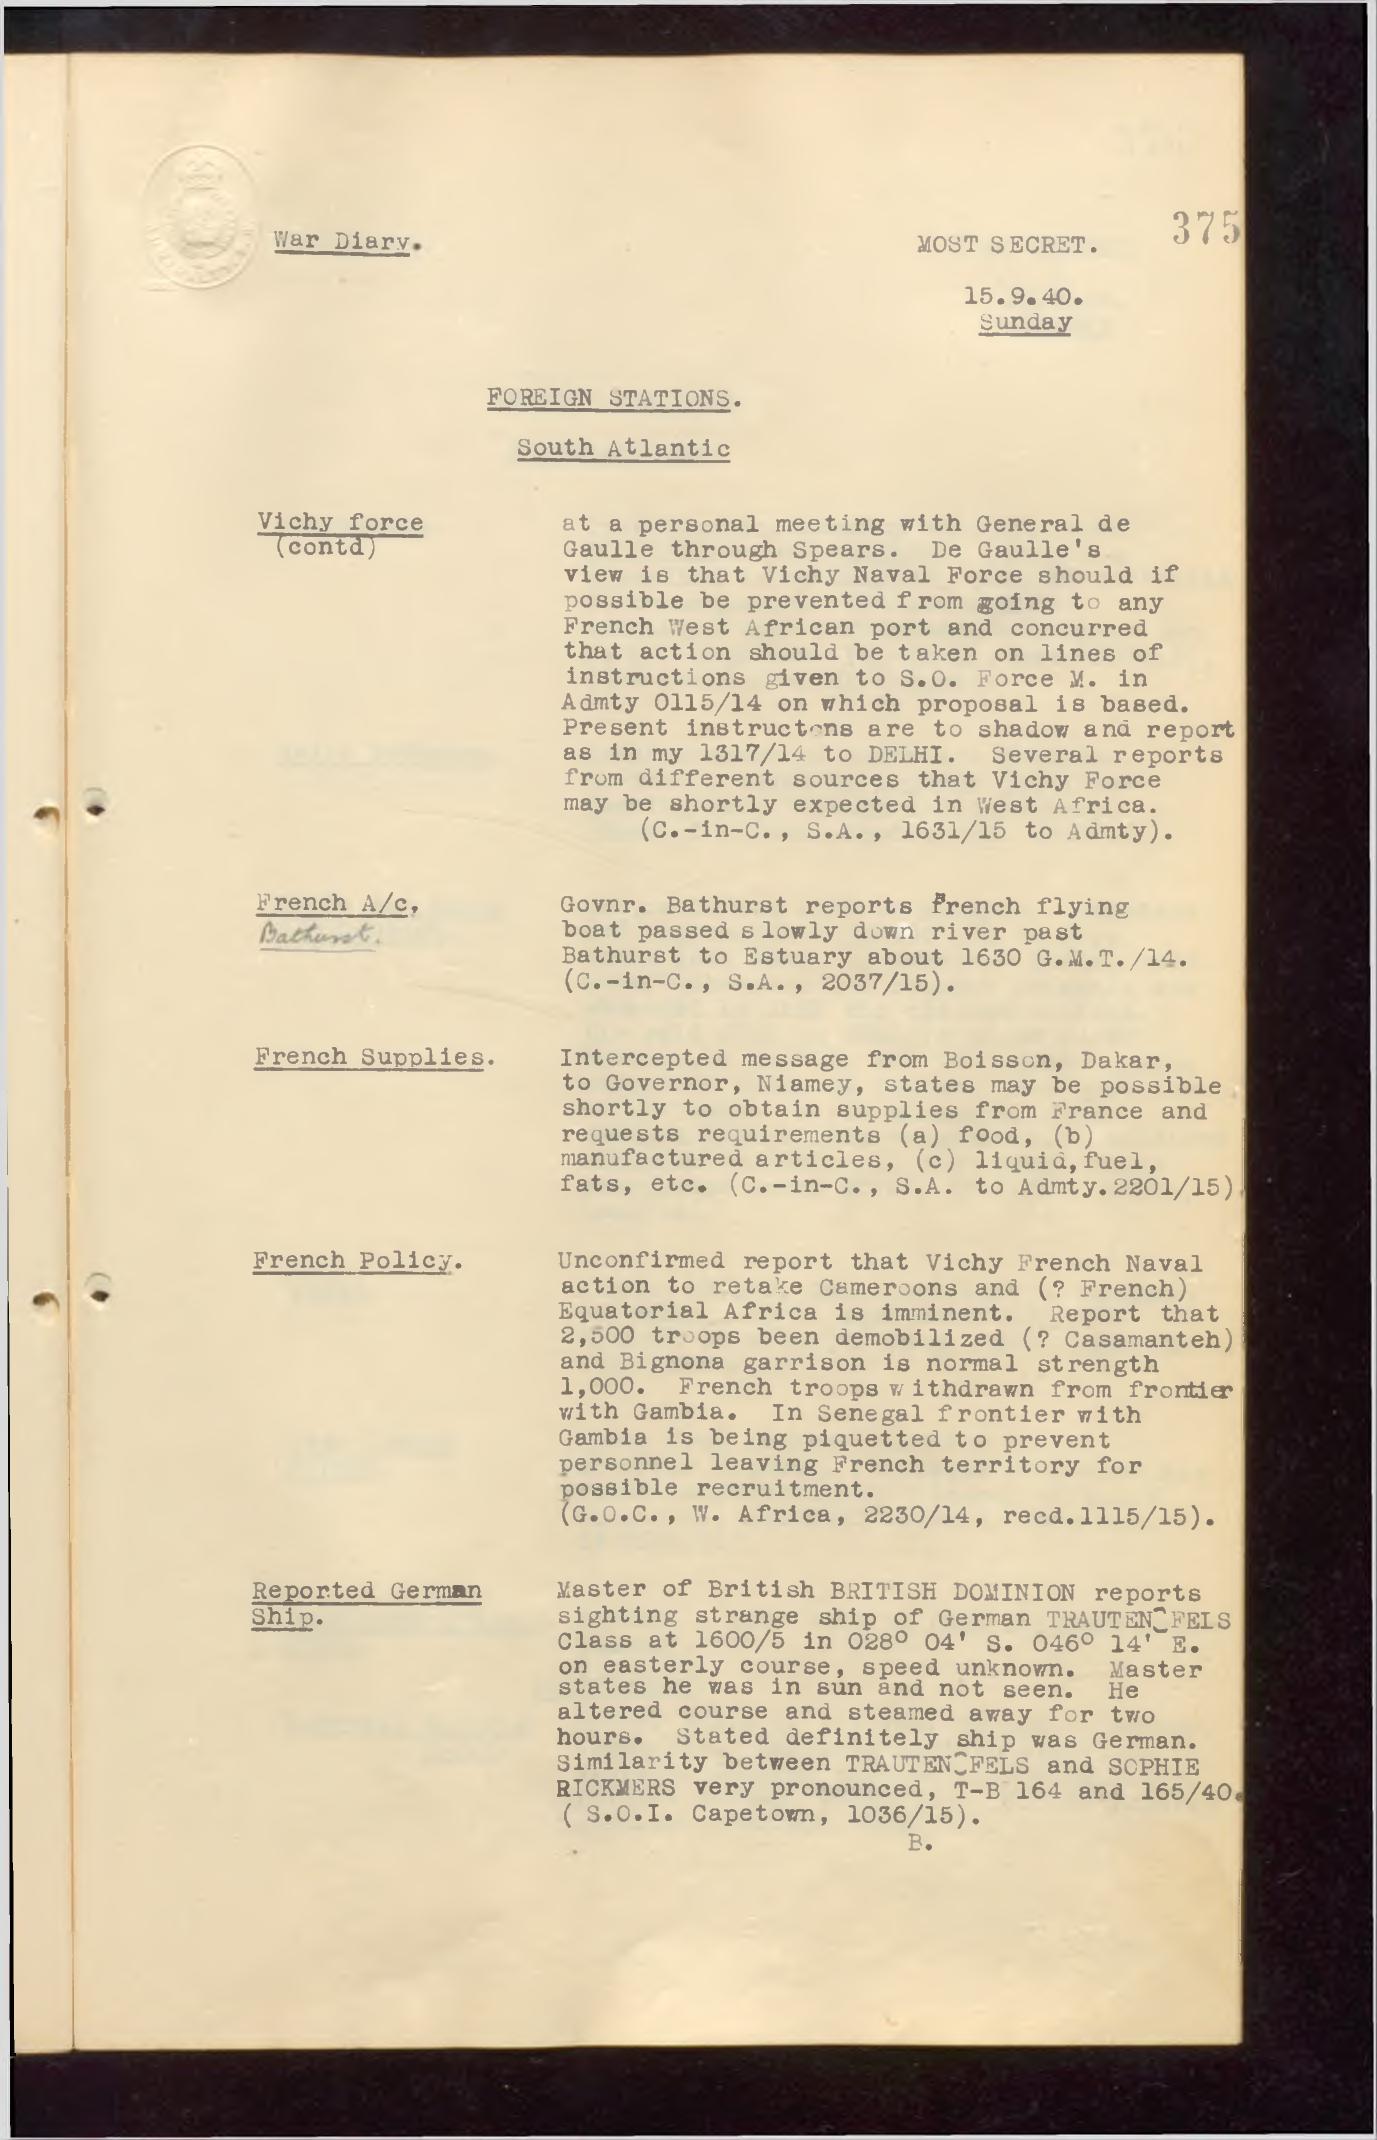 375
War Diary.
MOST SECRET.
15.9.40.
Sunday
FOREIGN STATIONS.
South Atlantic
Vichy force
(contd)
at a personal meeting with General de
Gaulle through Spears. De Gaulle's
view is that Vichy Naval Force should if
possible be prevented from going to any
French West African port and concurred
that action should be taken on lines of
instructions given to S.O. Force M. in
Admty 0115/14 on which proposal is based.
Present instructons are to shadow and report
as in my 1317/14 to DELHI. Several reports
from different sources that Vichy Force
may be shortly expected in West Africa.
(C.-in-C., S.A., 1631/15 to Admty).
French A/c,
Bathurst.
Govnr. Bathurst reports French flying
boat passed slowly down river past
Bathurst to Estuary about 1630 G.M.T./14.
(C.-in-C., S.A., 2037/15).
French Supplies.
Intercepted message from Boisson, Dakar,
to Governor, Niamey, states may be possible
shortly to obtain supplies from France and
requests requirements (a) food, (b)
manufactured articles, (c) liquid,fuel,
fats, etc. (C.-in-C., S.A. to Admty.2201/15)
French Policy.
Unconfirmed report that Vichy French Naval
action to retake Cameroons and (? French)
Equatorial Africa is imminent. Report that
2,500 troops been demobilized (? Casamanteh)
and Bignona garrison is normal strength
1,000. French troops withdrawn from frontier
with Gambia. In Senegal frontier with
Gambia is being piquetted to prevent
personnel leaving French territory for
possible recruitment.
(G.O.C., W. Africa, 2230/14, recd.1115/15).
Reported German
Ship.
Master of British BRITISH DOMINION reports
sighting strange ship of German TRAUTENFELS
Class at 1600/5 in 028° 04' S. 046° 14' E.
on easterly course, speed unknown. Master
states he was in sun and not seen. He
altered course and steamed away for two
hours. Stated definitely ship was German.
Similarity between TRAUTENFELS and SOPHIE
RICKMERS very pronounced, T-B 164 and 165/40.
( S.O.I. Capetown, 1036/15).
B.